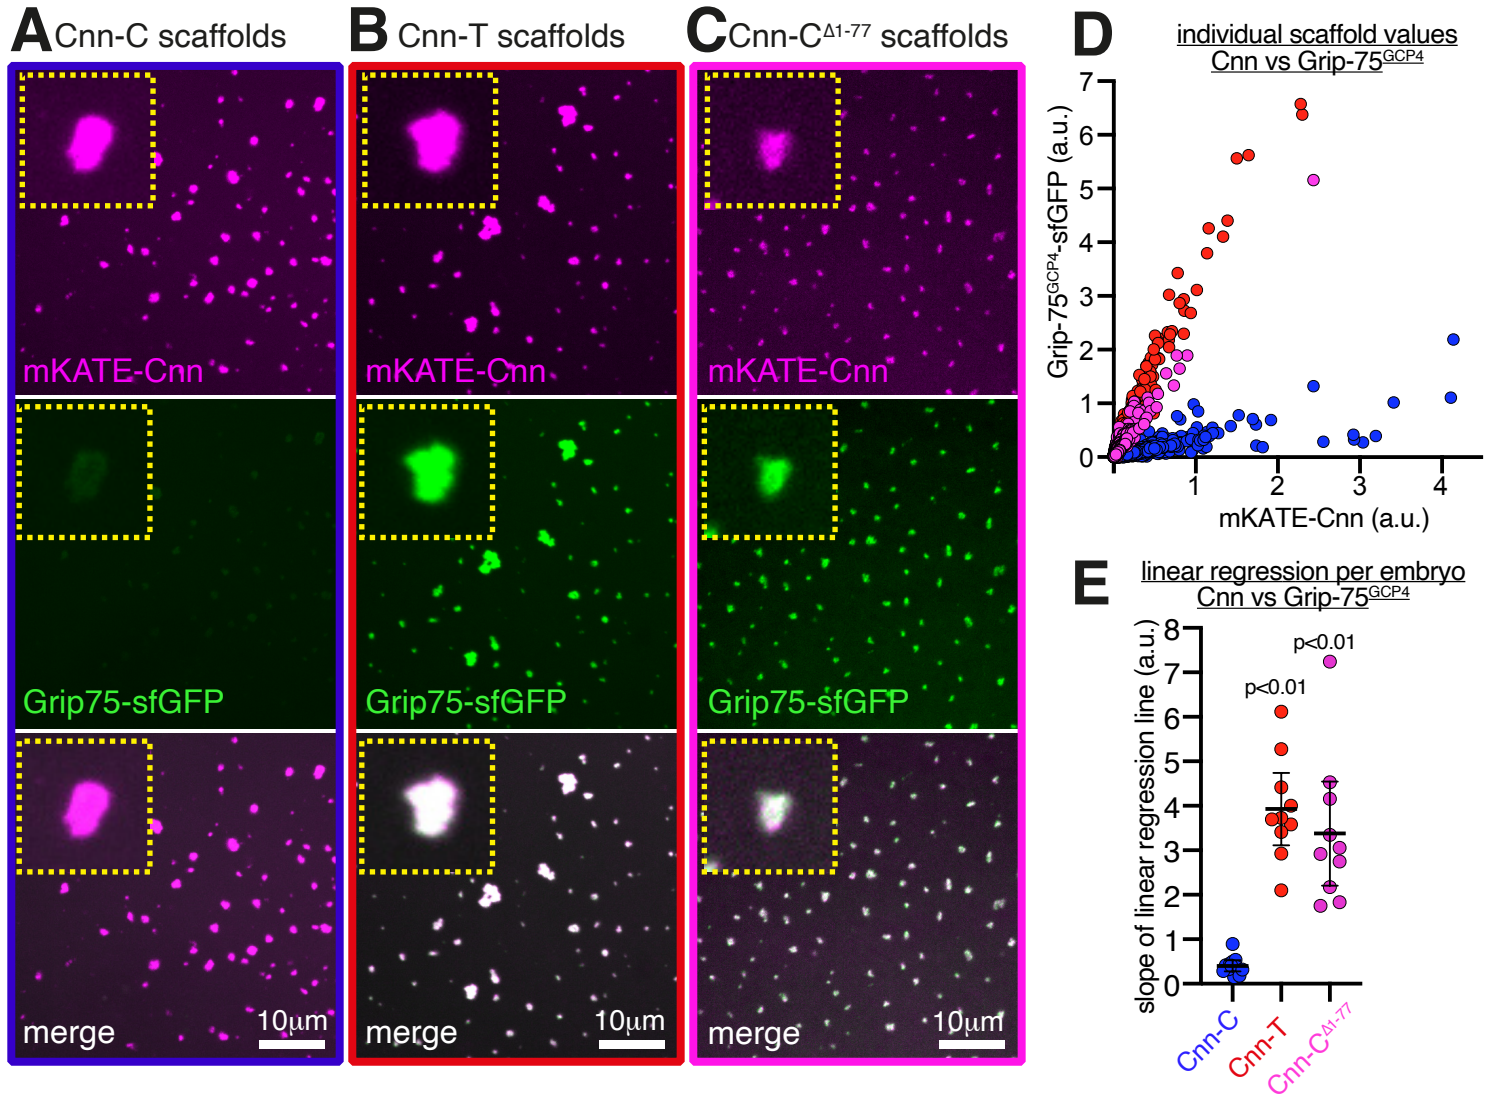 A Cnn-C scaffolds
mKATE-Cnn
Grip75-sfGFP
merge
10μm
B Cnn-T scaffolds
mKATE-Cnn
Grip75-sfGFP
merge
10μm
C Cnn-CΔ1-77 scaffolds
mKATE-Cnn
Grip75-sfGFP
merge
10μm
D individual scaffold values
Cnn vs Grip-75GCP4
Grip-75GCP4-sfGFP (a.u.)
7
6
5
4
3
2
1
0
1 2 3 4
mKATE-Cnn (a.u.)
E linear regression per embryo
Cnn vs Grip-75GCP4
slope of linear regression line (a.u.)
8
7
6
5
4
3
2
1
0
p<0.01
p<0.01
Cnn-C
Cnn-T
Cnn-CΔ1-77